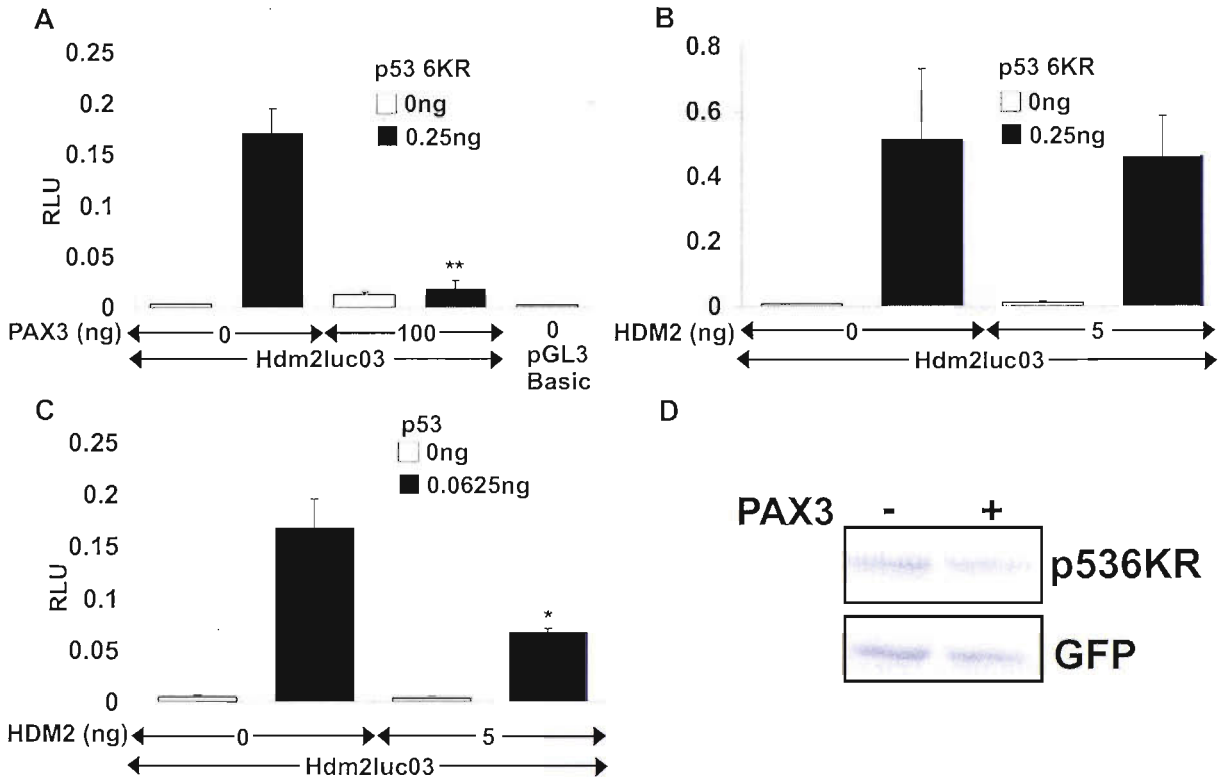 A
0.25
0.2
0.15
0.1
0.05
0
RLU
p53 6KR
0ng
0.25ng
**
PAX3 (ng)
0
100
0
Hdm2luc03
pGL3
Basic
B
0.8
0.6
0.4
0.2
0
p53 6KR
0ng
0.25ng
HDM2 (ng)
0
5
Hdm2luc03
C
0.25
0.2
0.15
0.1
0.05
0
RLU
p53
0ng
0.0625ng
*
HDM2 (ng)
0
5
Hdm2luc03
D
PAX3 - +
p536KR
GFP